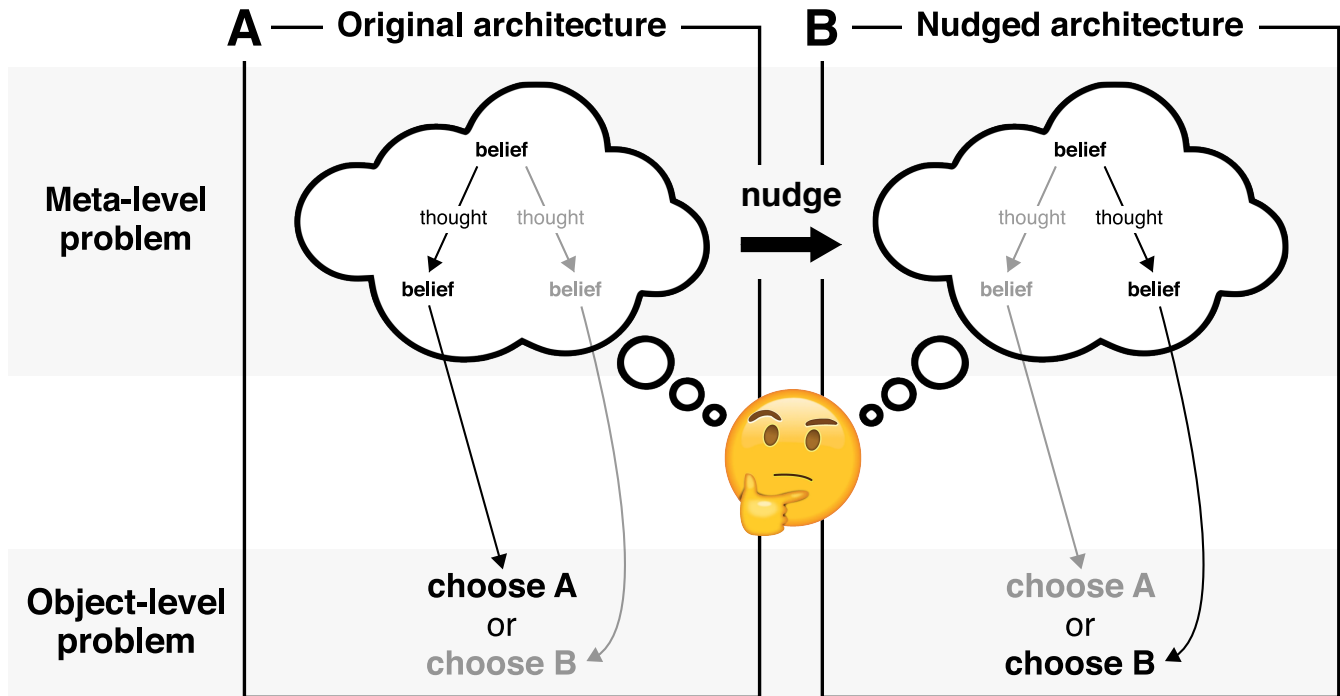 A Original architecture
B Nudged architecture
Meta-level
problem
belief
thought thought
belief belief
nudge
belief
thought thought
belief belief
Object-level
problem
choose A
or
choose B
choose A
or
choose B